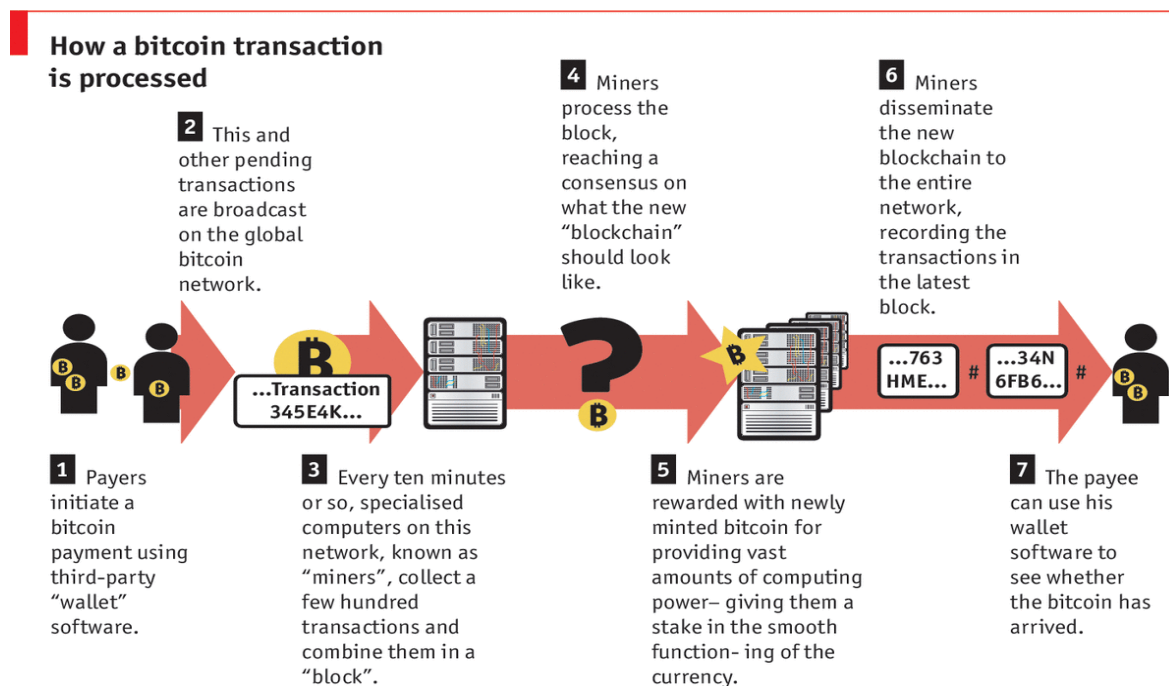 How a bitcoin transaction
is processed
1 Payers
initiate a
bitcoin
payment using
third-party
“wallet”
software.
2 This and
other pending
transactions
are broadcast
on the global
bitcoin
network.
3 Every ten minutes
or so, specialised
computers on this
network, known as
“miners”, collect a
few hundred
transactions and
combine them in a
“block”.
4 Miners
process the
block,
reaching a
consensus on
what the new
“blockchain”
should look
like.
5 Miners are
rewarded with newly
minted bitcoin for
providing vast
amounts of computing
power– giving them a
stake in the smooth
function- ing of the
currency.
6 Miners
disseminate
the new
blockchain to
the entire
network,
recording the
transactions in
the latest
block.
7 The payee
can use his
wallet
software to
see whether
the bitcoin has
arrived.
...Transaction
345E4K...
?
...763
HME...
#
...34N
6FB6...
#